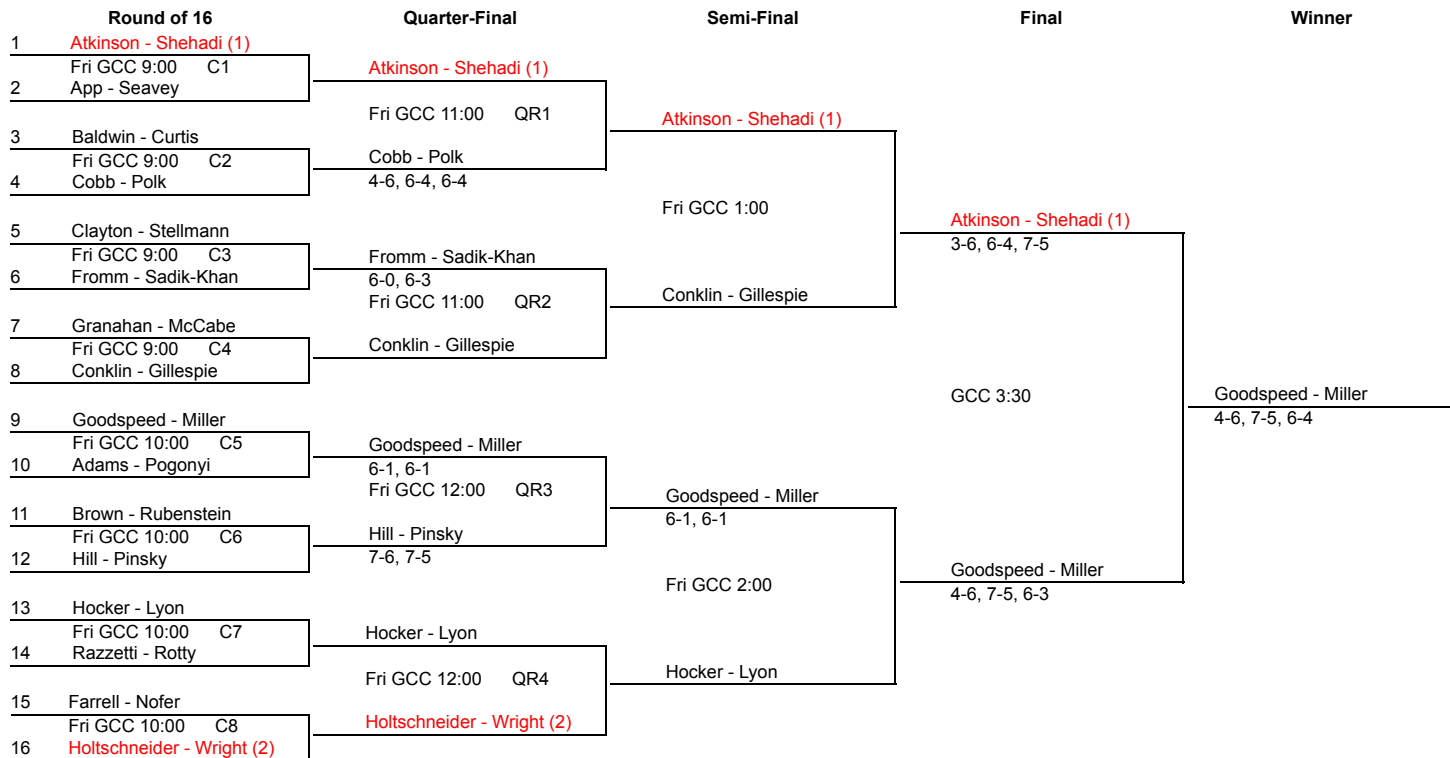 Round of 16 Quarter-Final Semi-Final Final Winner
1 Atkinson - Shehadi (1)
Fri GCC 9:00 C1
2 App - Seavey
3 Baldwin - Curtis
Fri GCC 9:00 C2
4 Cobb - Polk
5 Clayton - Stellmann
Fri GCC 9:00 C3
6 Fromm - Sadik-Khan
7 Granahan - McCabe
Fri GCC 9:00 C4
8 Conklin - Gillespie
9 Goodspeed - Miller
Fri GCC 10:00 C5
10 Adams - Pogonyi
11 Brown - Rubenstein
Fri GCC 10:00 C6
12 Hill - Pinsky
13 Hocker - Lyon
Fri GCC 10:00 C7
14 Razzetti - Rotty
15 Farrell - Nofer
Fri GCC 10:00 C8
16 Holtschneider - Wright (2)
Atkinson - Shehadi (1)
Fri GCC 11:00 QR1
Cobb - Polk
4-6, 6-4, 6-4
Fromm - Sadik-Khan
6-0, 6-3
Fri GCC 11:00 QR2
Conklin - Gillespie
Goodspeed - Miller
6-1, 6-1
Fri GCC 12:00 QR3
Hill - Pinsky
7-6, 7-5
Hocker - Lyon
Fri GCC 12:00 QR4
Holtschneider - Wright (2)
Atkinson - Shehadi (1)
Fri GCC 1:00
Conklin - Gillespie
Goodspeed - Miller
6-1, 6-1
Fri GCC 2:00
Hocker - Lyon
Atkinson - Shehadi (1)
3-6, 6-4, 7-5
GCC 3:30
Goodspeed - Miller
4-6, 7-5, 6-3
Goodspeed - Miller
4-6, 7-5, 6-4